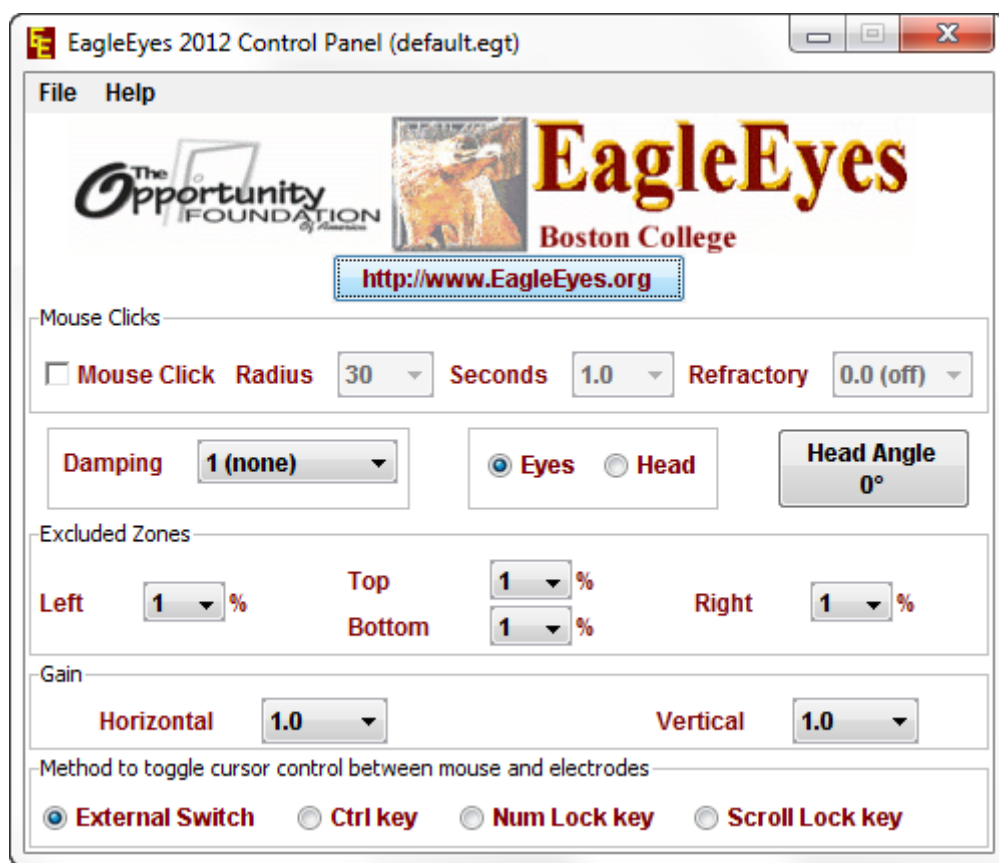 EE EagleEyes 2012 Control Panel (default.egt)
File Help
The Opportunity FOUNDATION Of America
EagleEyes
Boston College
http://www.EagleEyes.org
Mouse Clicks
Mouse Click Radius 30 Seconds 1.0 Refractory 0.0 (off)
Damping 1 (none) Eyes Head Head Angle
0°
Excluded Zones
Left 1 % Top 1 % Right 1 %
Bottom 1 %
Gain
Horizontal 1.0 Vertical 1.0
Method to toggle cursor control between mouse and electrodes
External Switch Ctrl key Num Lock key Scroll Lock key